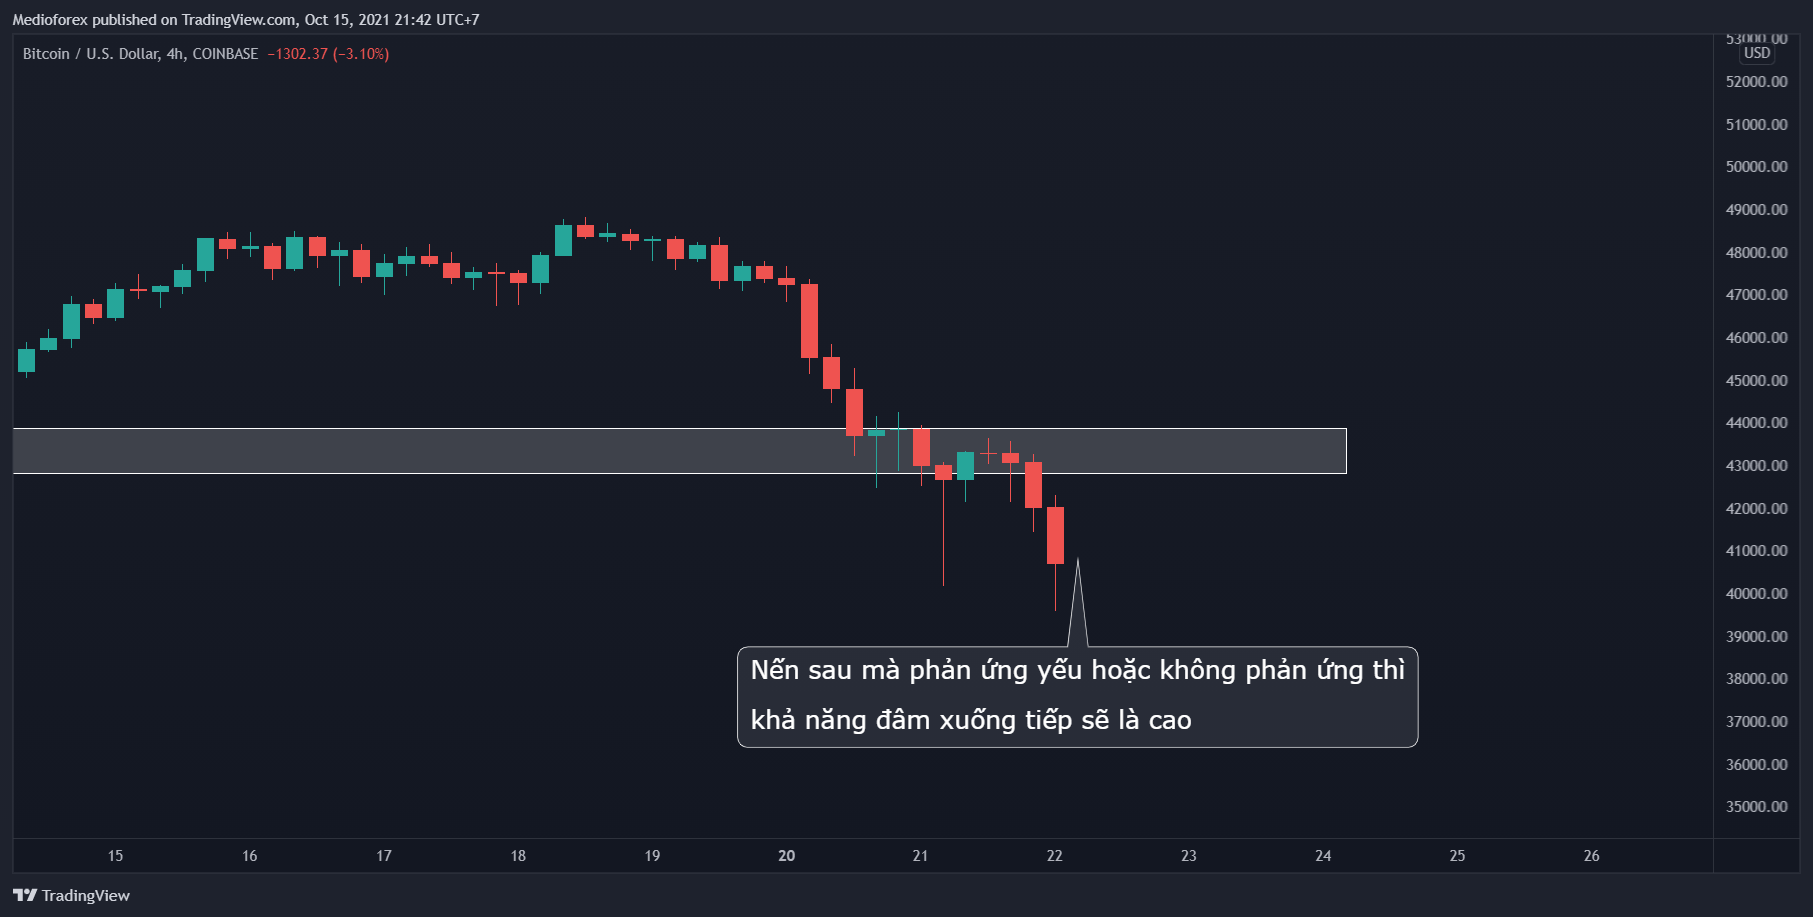 Medioforex published on TradingView.com, Oct 15, 2021 21:42 UTC+7
Bitcoin / U.S. Dollar, 4h, COINBASE −1302.37 (−3.10%)
53000.00
USD
52000.00
51000.00
50000.00
49000.00
48000.00
47000.00
46000.00
45000.00
44000.00
43000.00
42000.00
41000.00
40000.00
39000.00
38000.00
37000.00
36000.00
35000.00
Nến sau mà phản ứng yếu hoặc không phản ứng thì
khả năng đâm xuống tiếp sẽ là cao
15 16 17 18 19 20 21 22 23 24 25 26
TradingView